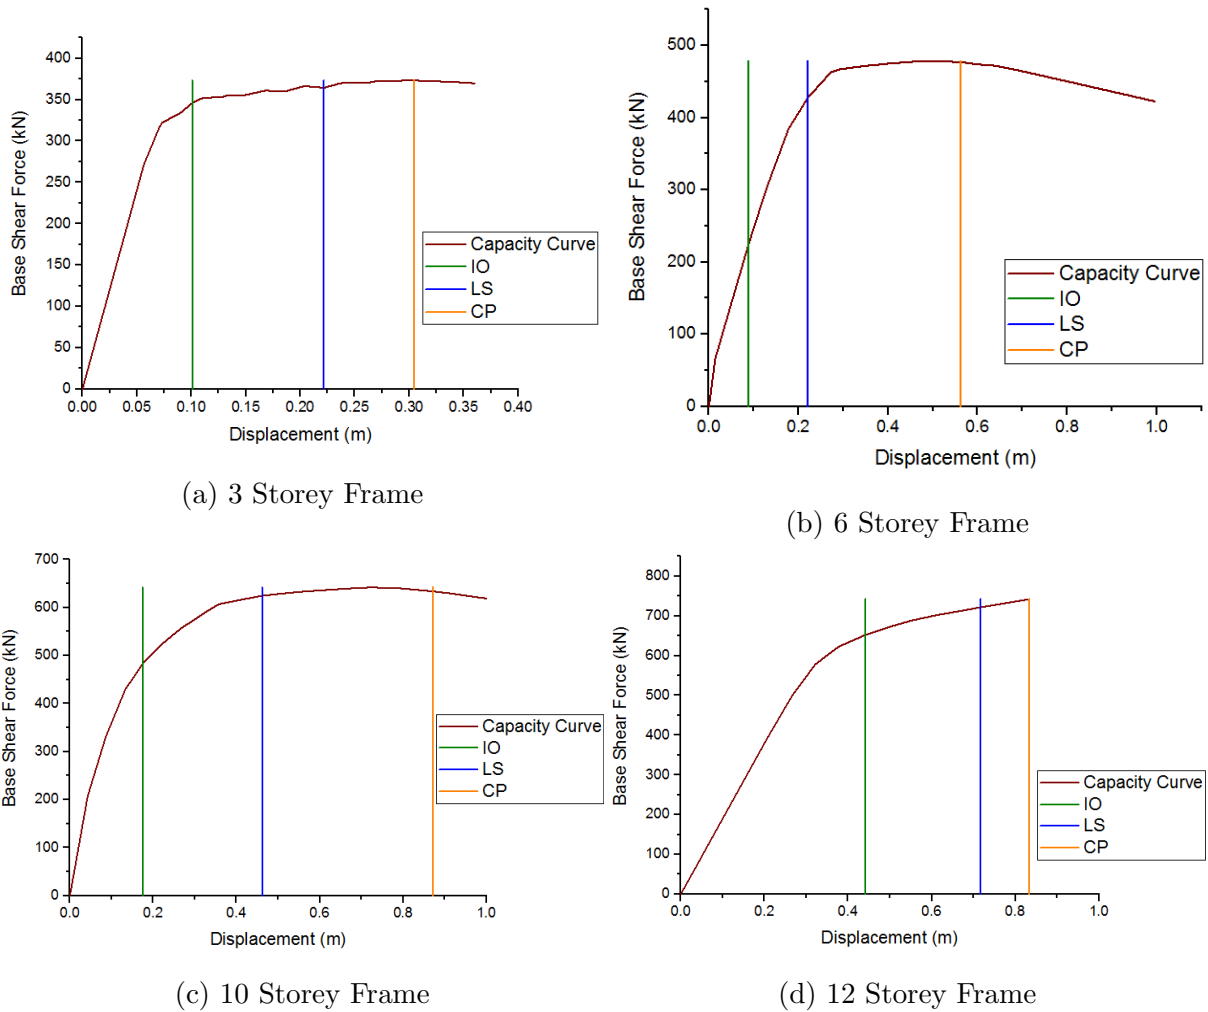 400
350
300
250
200
150
100
50
0
Base Shear Force (kN)
Capacity Curve
IO
LS
CP
0.00 0.05 0.10 0.15 0.20 0.25 0.30 0.35 0.40
Displacement (m)
(a) 3 Storey Frame
500
400
300
200
100
0
Base Shear Force (kN)
Capacity Curve
IO
LS
CP
0.0 0.2 0.4 0.6 0.8 1.0
Displacement (m)
(b) 6 Storey Frame
700
600
500
400
300
200
100
0
Base Shear Force (kN)
Capacity Curve
IO
LS
CP
0.0 0.2 0.4 0.6 0.8 1.0
Displacement (m)
(c) 10 Storey Frame
800
700
600
500
400
300
200
100
0
Base Shear Force (kN)
Capacity Curve
IO
LS
CP
0.0 0.2 0.4 0.6 0.8 1.0
Displacement (m)
(d) 12 Storey Frame